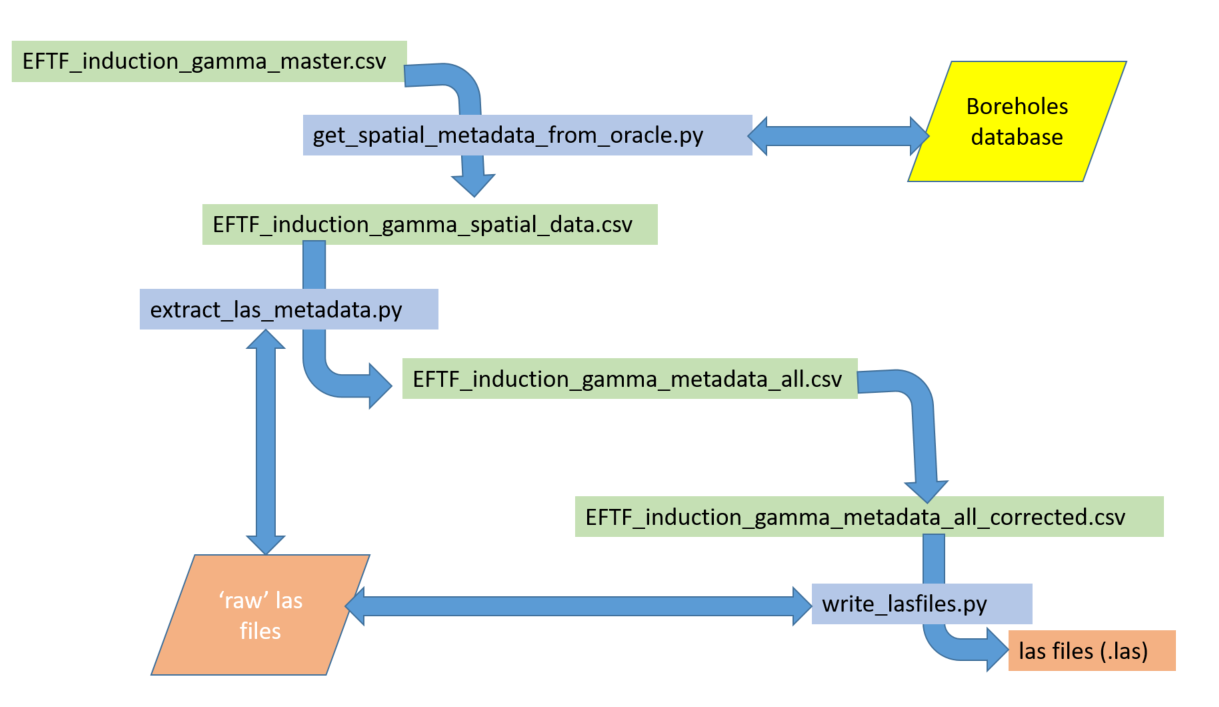 EFTF_induction_gamma_master.csv
get_spatial_metadata_from_oracle.py
Boreholes
database
EFTF_induction_gamma_spatial_data.csv
extract_las_metadata.py
EFTF_induction_gamma_metadata_all.csv
EFTF_induction_gamma_metadata_all_corrected.csv
‘raw’ las
files
write_lasfiles.py
las files (.las)